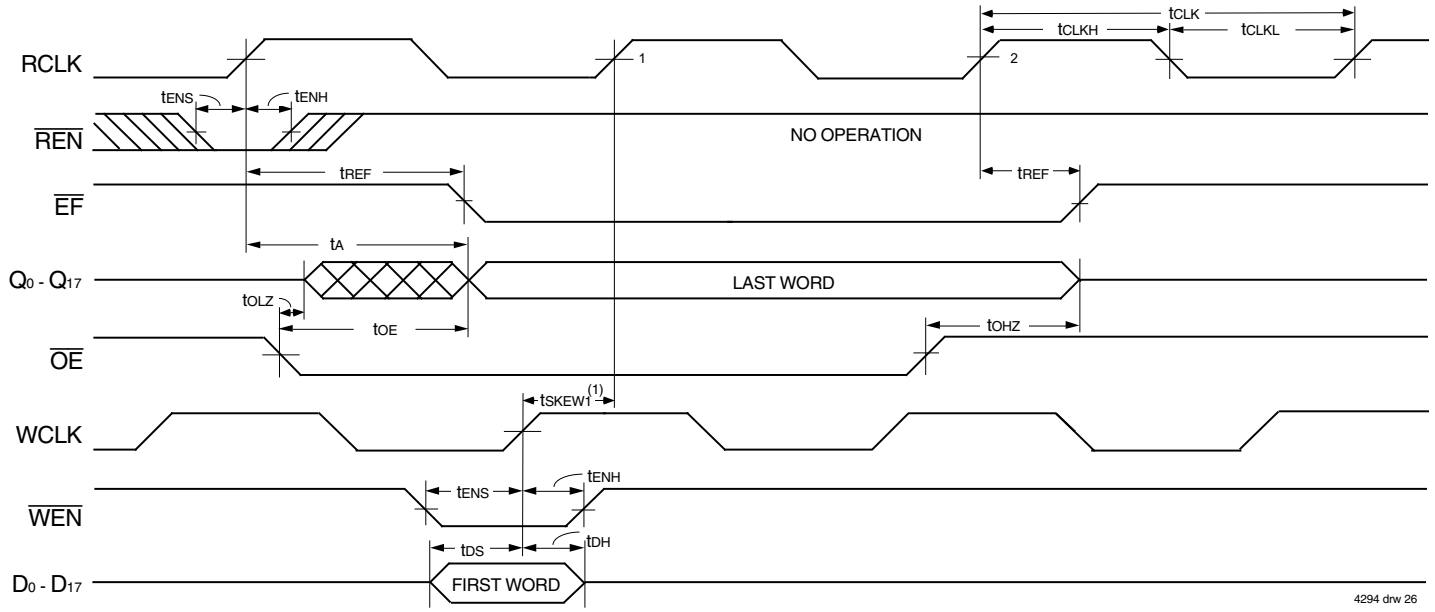 tCLK
tCLKH
tCLKL
RCLK
1
2
tENS
tENH
REN
NO OPERATION
tREF
tREF
EF
tA
Q0 - Q17
LAST WORD
tOLZ
tOE
tOHZ
OE
tSKEW1(1)
WCLK
tENS
tENH
WEN
tDS
tDH
D0 - D17
FIRST WORD
4294 drw 26